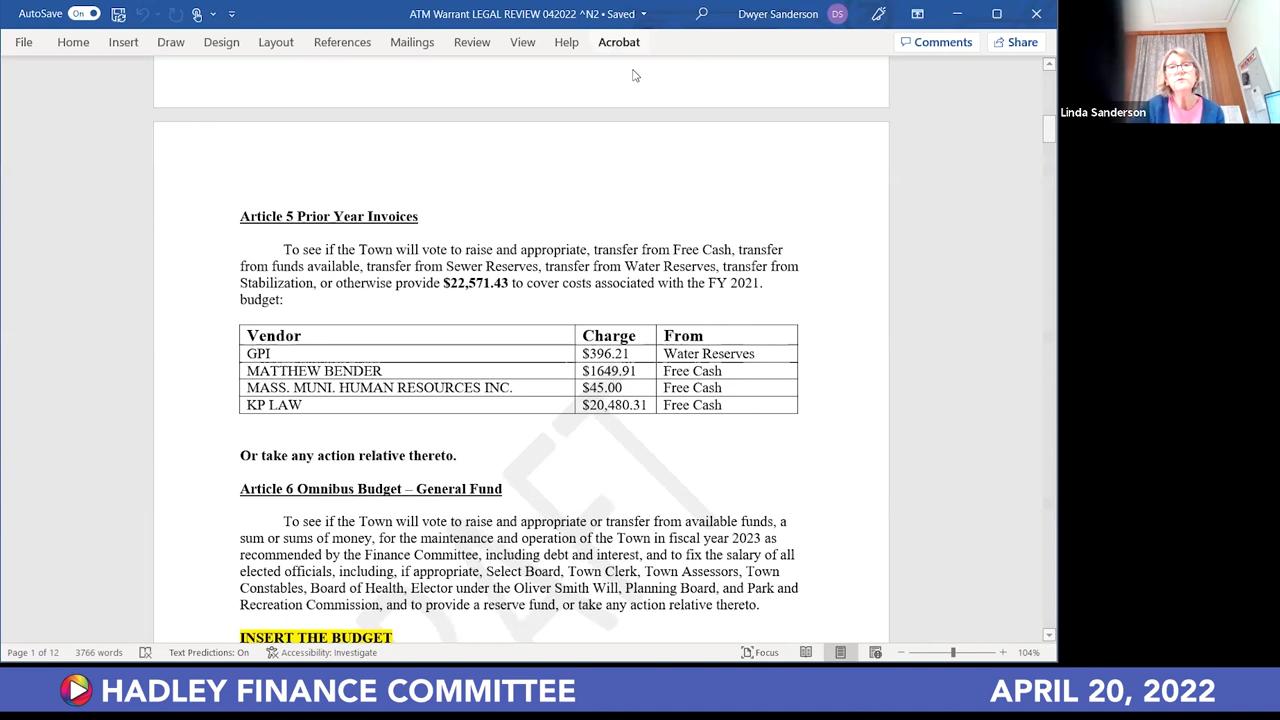 AutoSave On ATM Warrant LEGAL REVIEW 042022 ^N2 • Saved Dwyer Sanderson DS
File Home Insert Draw Design Layout References Mailings Review View Help Acrobat Comments Share
Linda Sanderson
Article 5 Prior Year Invoices
To see if the Town will vote to raise and appropriate, transfer from Free Cash, transfer
from funds available, transfer from Sewer Reserves, transfer from Water Reserves, transfer from
Stabilization, or otherwise provide $22,571.43 to cover costs associated with the FY 2021.
budget:
Vendor Charge From
GPI $396.21 Water Reserves
MATTHEW BENDER $1649.91 Free Cash
MASS. MUNI. HUMAN RESOURCES INC. $45.00 Free Cash
KP LAW $20,480.31 Free Cash
Or take any action relative thereto.
Article 6 Omnibus Budget – General Fund
To see if the Town will vote to raise and appropriate or transfer from available funds, a
sum or sums of money, for the maintenance and operation of the Town in fiscal year 2023 as
recommended by the Finance Committee, including debt and interest, and to fix the salary of all
elected officials, including, if appropriate, Select Board, Town Clerk, Town Assessors, Town
Constables, Board of Health, Elector under the Oliver Smith Will, Planning Board, and Park and
Recreation Commission, and to provide a reserve fund, or take any action relative thereto.
INSERT THE BUDGET
DRAFT
Page 1 of 12 3766 words Text Predictions: On Accessibility: Investigate Focus 104%
HADLEY FINANCE COMMITTEE APRIL 20, 2022